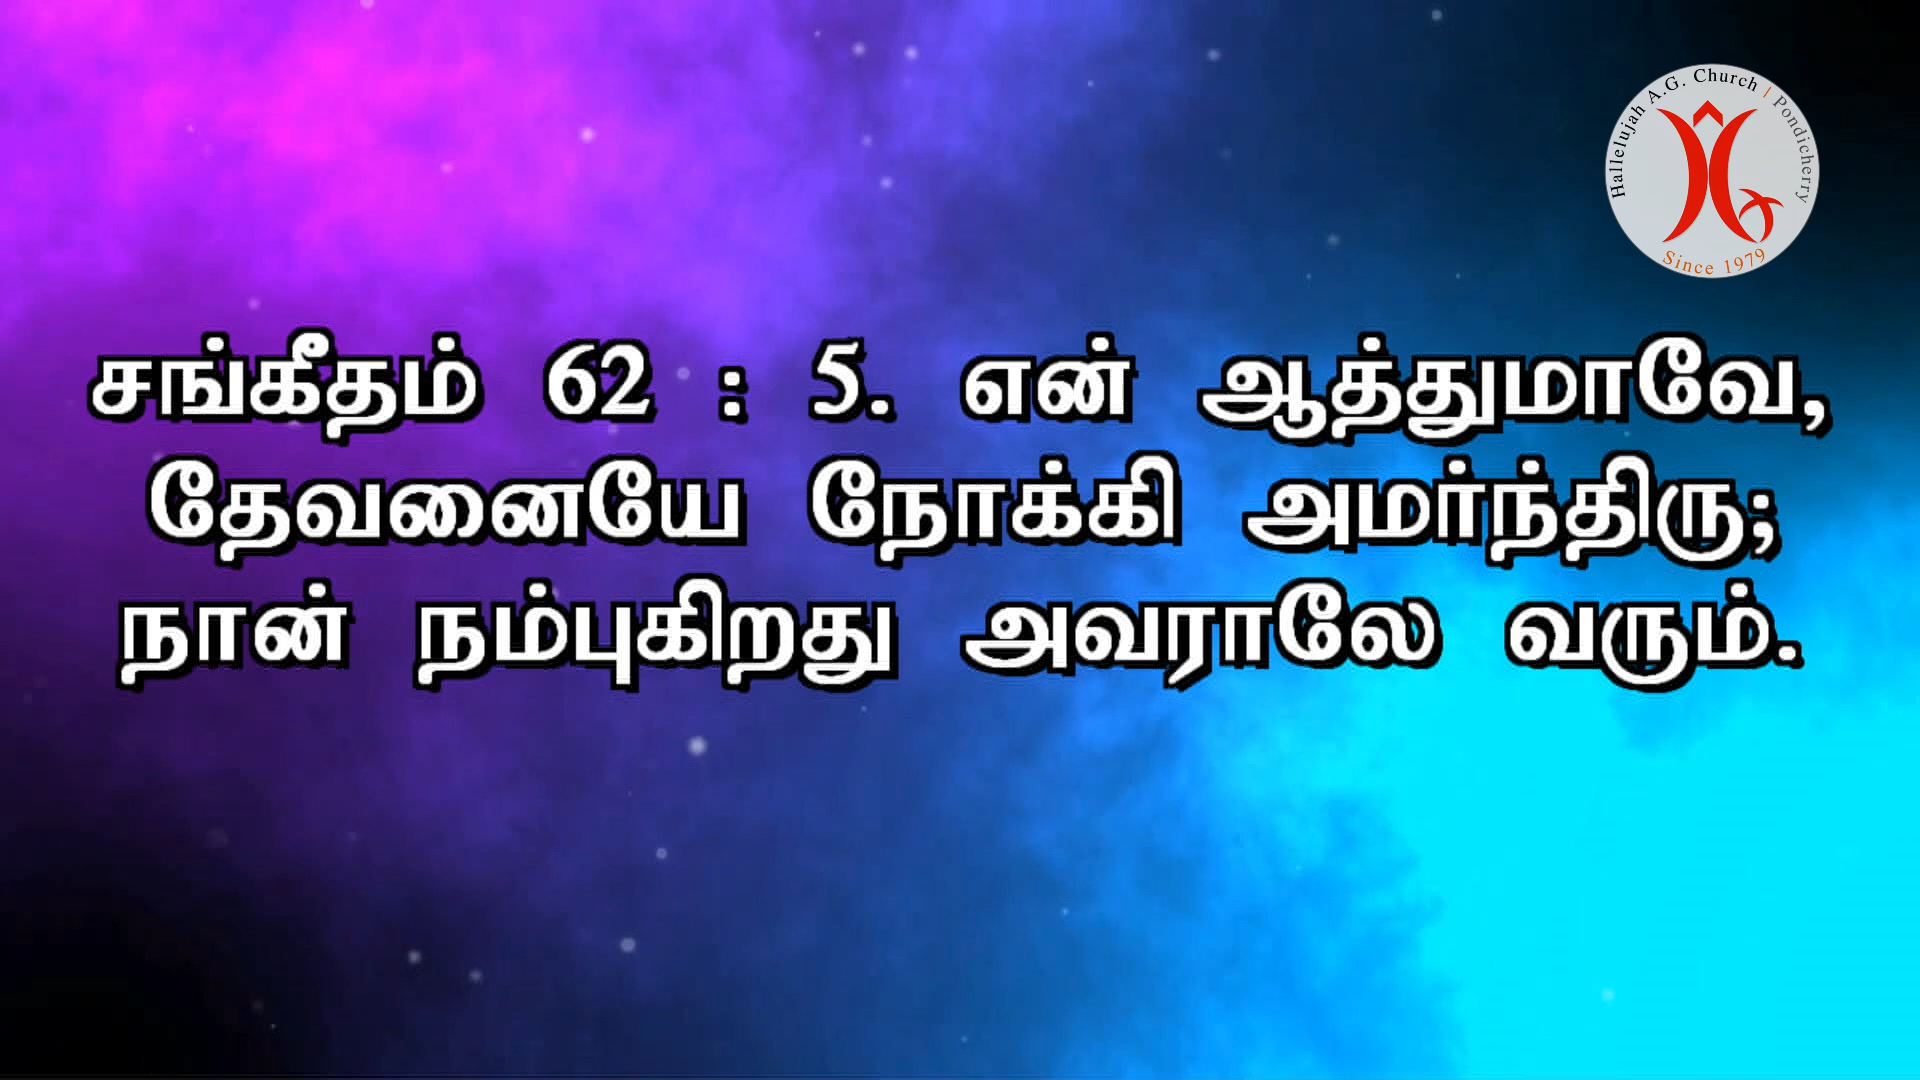 Hallelujah A.G. Church | Pondicherry
Since 1979
சங்கீதம் 62 : 5. என் ஆத்துமாவே,
தேவனையே நோக்கி அமர்ந்திரு;
நான் நம்புகிறது அவராலே வரும்.